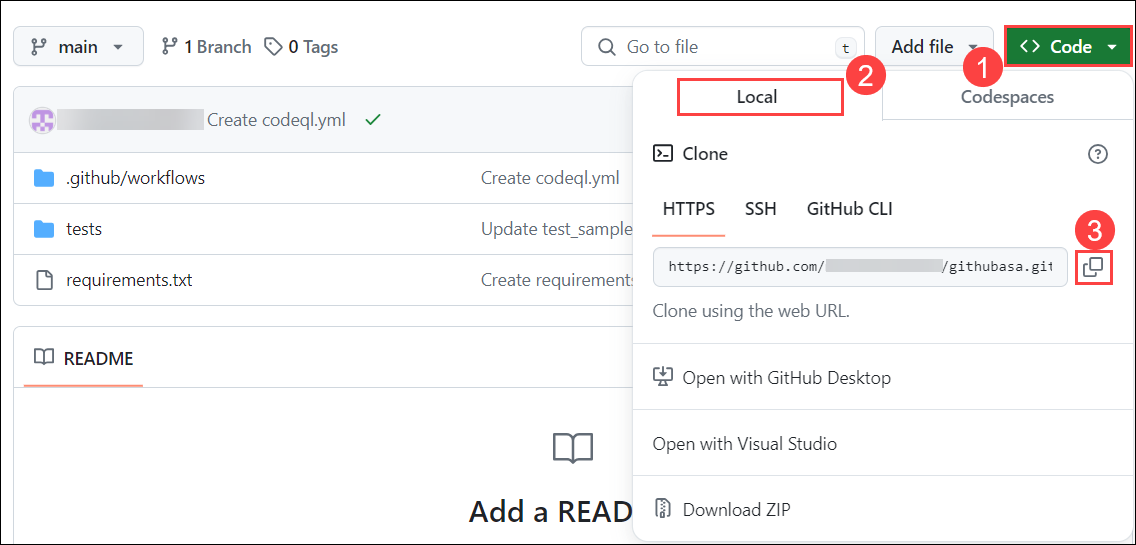 main 1 Branch 0 Tags Go to file t Add file Code
1
2
Local Codespaces
Create codeql.yml
Clone
.github/workflows Create codeql.yml
HTTPS SSH GitHub CLI
tests Update test_sample
3
https://github.com/ /githubasa.git
requirements.txt Create requirements
Clone using the web URL.
README
Open with GitHub Desktop
Open with Visual Studio
Add a READ
Download ZIP